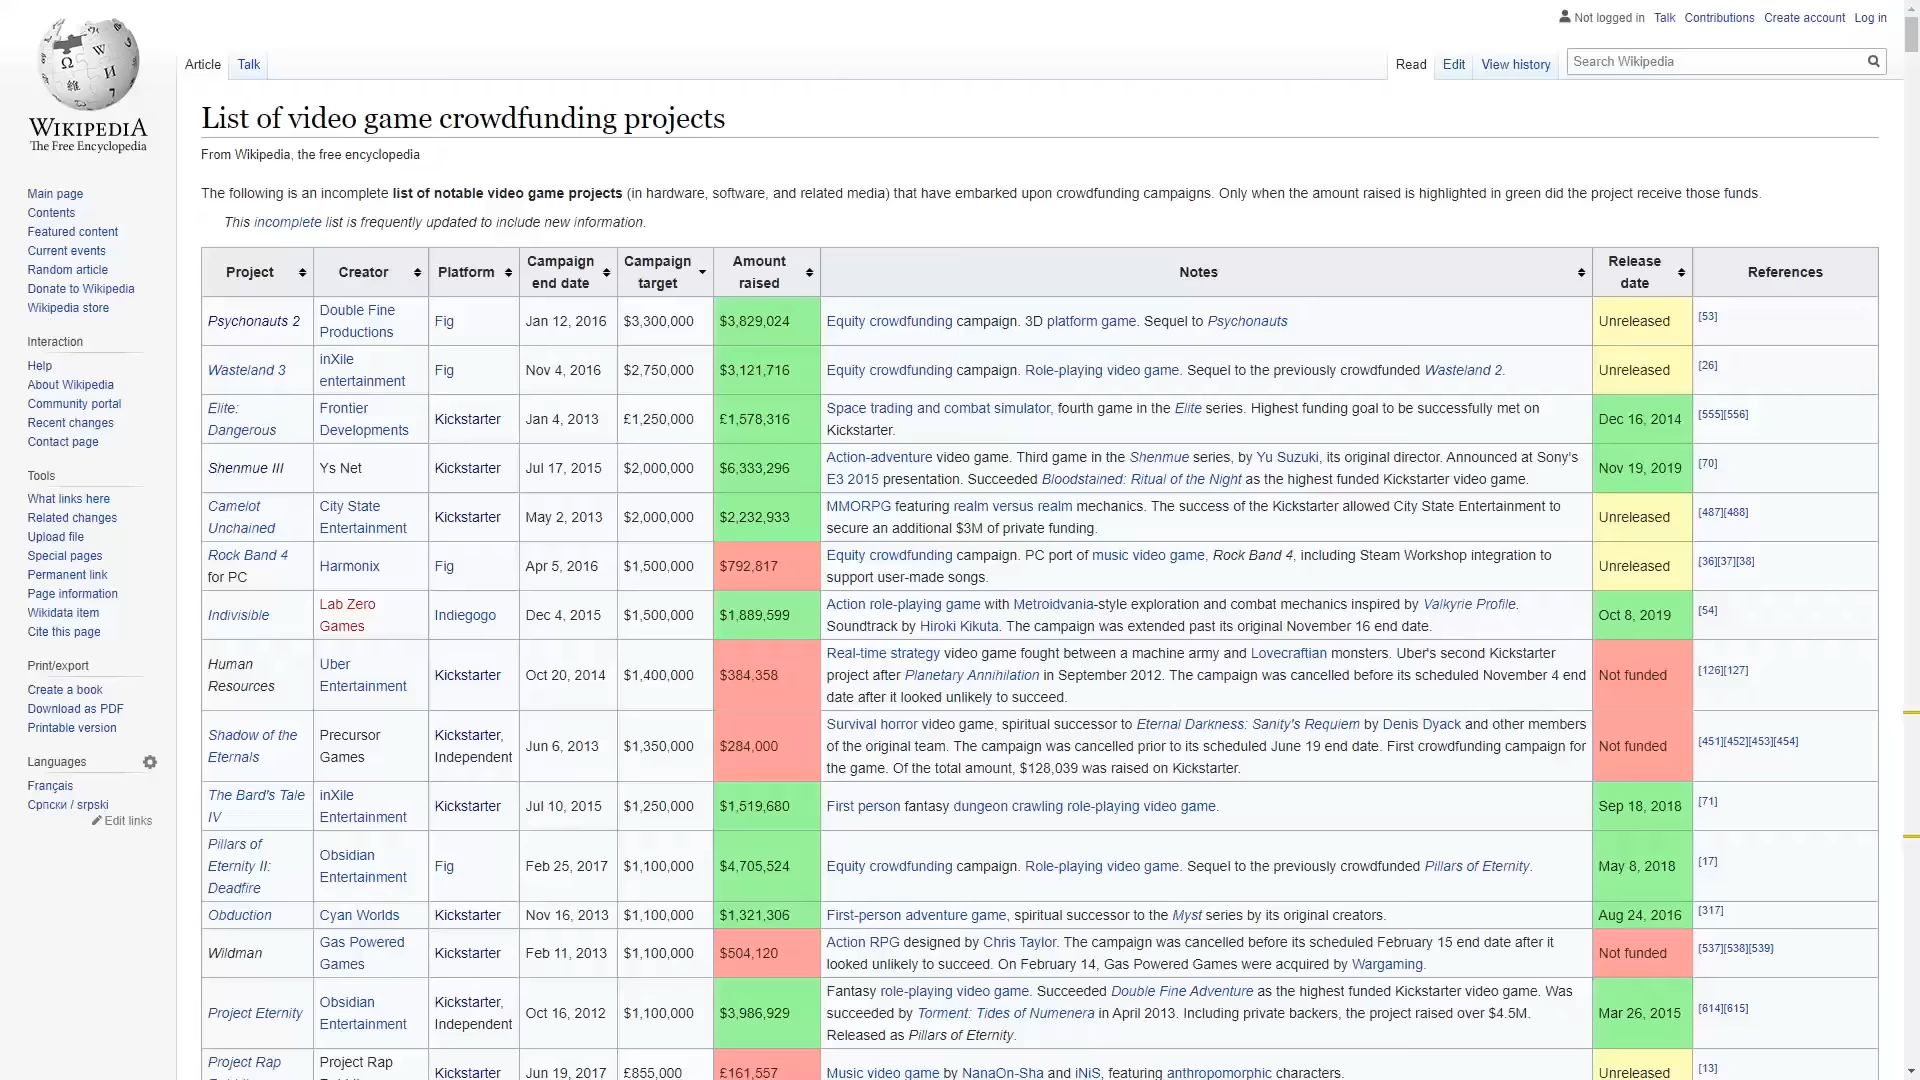 Not logged in Talk Contributions Create account Log in
Article Talk Read Edit View history Search Wikipedia
WIKIPEDIA
The Free Encyclopedia
Main page
Contents
Featured content
Current events
Random article
Donate to Wikipedia
Wikipedia store
Interaction
Help
About Wikipedia
Community portal
Recent changes
Contact page
Tools
What links here
Related changes
Upload file
Special pages
Permanent link
Page information
Wikidata item
Cite this page
Print/export
Create a book
Download as PDF
Printable version
Languages
Français
Српски / srpski
Edit links
List of video game crowdfunding projects
From Wikipedia, the free encyclopedia
The following is an incomplete list of notable video game projects (in hardware, software, and related media) that have embarked upon crowdfunding campaigns. Only when the amount raised is highlighted in green did the project receive those funds.
This incomplete list is frequently updated to include new information.
Project
Creator
Platform
Campaign
end date
Campaign
target
Amount
raised
Notes
Release
date
References
Psychonauts 2
Double Fine
Productions
Fig
Jan 12, 2016
$3,300,000
$3,829,024
Equity crowdfunding campaign. 3D platform game. Sequel to Psychonauts
Unreleased
[53]
Wasteland 3
inXile
entertainment
Fig
Nov 4, 2016
$2,750,000
$3,121,716
Equity crowdfunding campaign. Role-playing video game. Sequel to the previously crowdfunded Wasteland 2.
Unreleased
[26]
Elite:
Dangerous
Frontier
Developments
Kickstarter
Jan 4, 2013
£1,250,000
£1,578,316
Space trading and combat simulator, fourth game in the Elite series. Highest funding goal to be successfully met on
Kickstarter.
Dec 16, 2014
[555][556]
Shenmue III
Ys Net
Kickstarter
Jul 17, 2015
$2,000,000
$6,333,296
Action-adventure video game. Third game in the Shenmue series, by Yu Suzuki, its original director. Announced at Sony's
E3 2015 presentation. Succeeded Bloodstained: Ritual of the Night as the highest funded Kickstarter video game.
Nov 19, 2019
[70]
Camelot
Unchained
City State
Entertainment
Kickstarter
May 2, 2013
$2,000,000
$2,232,933
MMORPG featuring realm versus realm mechanics. The success of the Kickstarter allowed City State Entertainment to
secure an additional $3M of private funding.
Unreleased
[487][488]
Rock Band 4
for PC
Harmonix
Fig
Apr 5, 2016
$1,500,000
$792,817
Equity crowdfunding campaign. PC port of music video game, Rock Band 4, including Steam Workshop integration to
support user-made songs.
Unreleased
[36][37][38]
Indivisible
Lab Zero
Games
Indiegogo
Dec 4, 2015
$1,500,000
$1,889,599
Action role-playing game with Metroidvania-style exploration and combat mechanics inspired by Valkyrie Profile.
Soundtrack by Hiroki Kikuta. The campaign was extended past its original November 16 end date.
Oct 8, 2019
[54]
Human
Resources
Uber
Entertainment
Kickstarter
Oct 20, 2014
$1,400,000
$384,358
Real-time strategy video game fought between a machine army and Lovecraftian monsters. Uber's second Kickstarter
project after Planetary Annihilation in September 2012. The campaign was cancelled before its scheduled November 4 end
date after it looked unlikely to succeed.
Not funded
[126][127]
Shadow of the
Eternals
Precursor
Games
Kickstarter,
Independent
Jun 6, 2013
$1,350,000
$284,000
Survival horror video game, spiritual successor to Eternal Darkness: Sanity's Requiem by Denis Dyack and other members
of the original team. The campaign was cancelled prior to its scheduled June 19 end date. First crowdfunding campaign for
the game. Of the total amount, $128,039 was raised on Kickstarter.
Not funded
[451][452][453][454]
The Bard's Tale
IV
inXile
Entertainment
Kickstarter
Jul 10, 2015
$1,250,000
$1,519,680
First person fantasy dungeon crawling role-playing video game.
Sep 18, 2018
[71]
Pillars of
Eternity II:
Deadfire
Obsidian
Entertainment
Fig
Feb 25, 2017
$1,100,000
$4,705,524
Equity crowdfunding campaign. Role-playing video game. Sequel to the previously crowdfunded Pillars of Eternity.
May 8, 2018
[17]
Obduction
Cyan Worlds
Kickstarter
Nov 16, 2013
$1,100,000
$1,321,306
First-person adventure game, spiritual successor to the Myst series by its original creators.
Aug 24, 2016
[317]
Wildman
Gas Powered
Games
Kickstarter
Feb 11, 2013
$1,100,000
$504,120
Action RPG designed by Chris Taylor. The campaign was cancelled before its scheduled February 15 end date after it
looked unlikely to succeed. On February 14, Gas Powered Games were acquired by Wargaming.
Not funded
[537][538][539]
Project Eternity
Obsidian
Entertainment
Kickstarter,
Independent
Oct 16, 2012
$1,100,000
$3,986,929
Fantasy role-playing video game. Succeeded Double Fine Adventure as the highest funded Kickstarter video game. Was
succeeded by Torment: Tides of Numenera in April 2013. Including private backers, the project raised over $4.5M.
Released as Pillars of Eternity.
Mar 26, 2015
[614][615]
Project Rap
Project Rap
Kickstarter
Jun 19, 2017
£855,000
£161,557
Music video game by NanaOn-Sha and iNiS, featuring anthropomorphic characters.
Unreleased
[13]